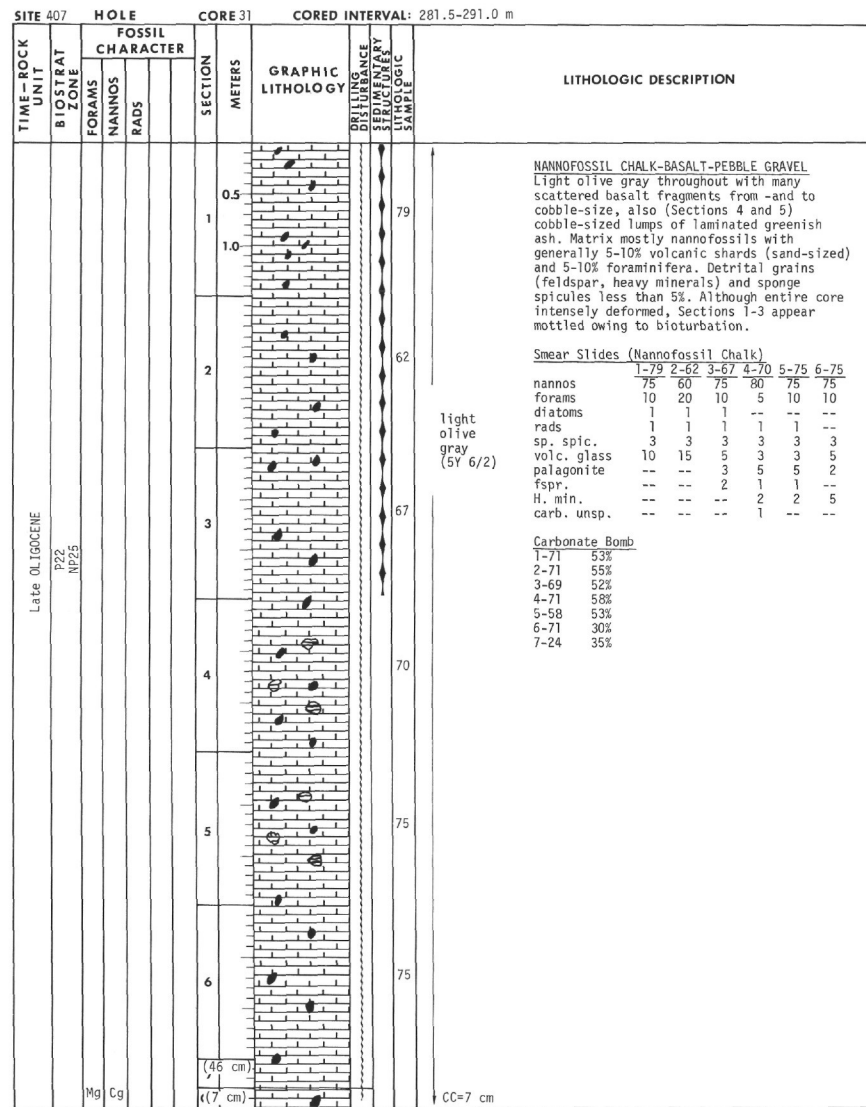 SITE 407 HOLE CORE 31 CORED INTERVAL: 281.5-291.0 m
TIME-ROCK UNIT
BIOSTRAT ZONE
FOSSIL CHARACTER
FORAMS
NANNOS
RADS
SECTION
METERS
GRAPHIC LITHOLOGY
DRILLING DISTURBANCE
SEDIMENTARY STRUCTURES
LITHOLOGIC SAMPLE
LITHOLOGIC DESCRIPTION
Late OLIGOCENE
P22
NP25
Mg Cg
1
0.5
1.0
2
3
4
5
6
(46 cm)
(7 cm)
79
62
67
70
75
75
light
olive
gray
(5Y 6/2)
CC=7 cm
NANNOFOSSIL CHALK-BASALT-PEBBLE GRAVEL
Light olive gray throughout with many
scattered basalt fragments from -and to
cobble-size, also (Sections 4 and 5)
cobble-sized lumps of laminated greenish
ash. Matrix mostly nannofossils with
generally 5-10% volcanic shards (sand-sized)
and 5-10% foraminifera. Detrital grains
(feldspar, heavy minerals) and sponge
spicules less than 5%. Although entire core
intensely deformed, Sections 1-3 appear
mottled owing to bioturbation.
Smear Slides (Nannofossil Chalk)
1-79 2-62 3-67 4-70 5-75 6-75
nannos 75 60 75 80 75 75
forams 10 20 10 5 10 10
diatoms 1 1 1 -- -- --
rads 1 1 1 1 1 --
sp. spic. 3 3 3 3 3 3
volc. glass 10 15 5 3 3 5
palagonite -- -- 3 5 5 2
fspr. -- -- 2 1 1 --
H. min. -- -- -- 2 2 5
carb. unsp. -- -- -- 1 -- --
Carbonate Bomb
1-71 53%
2-71 55%
3-69 52%
4-71 58%
5-58 53%
6-71 30%
7-24 35%